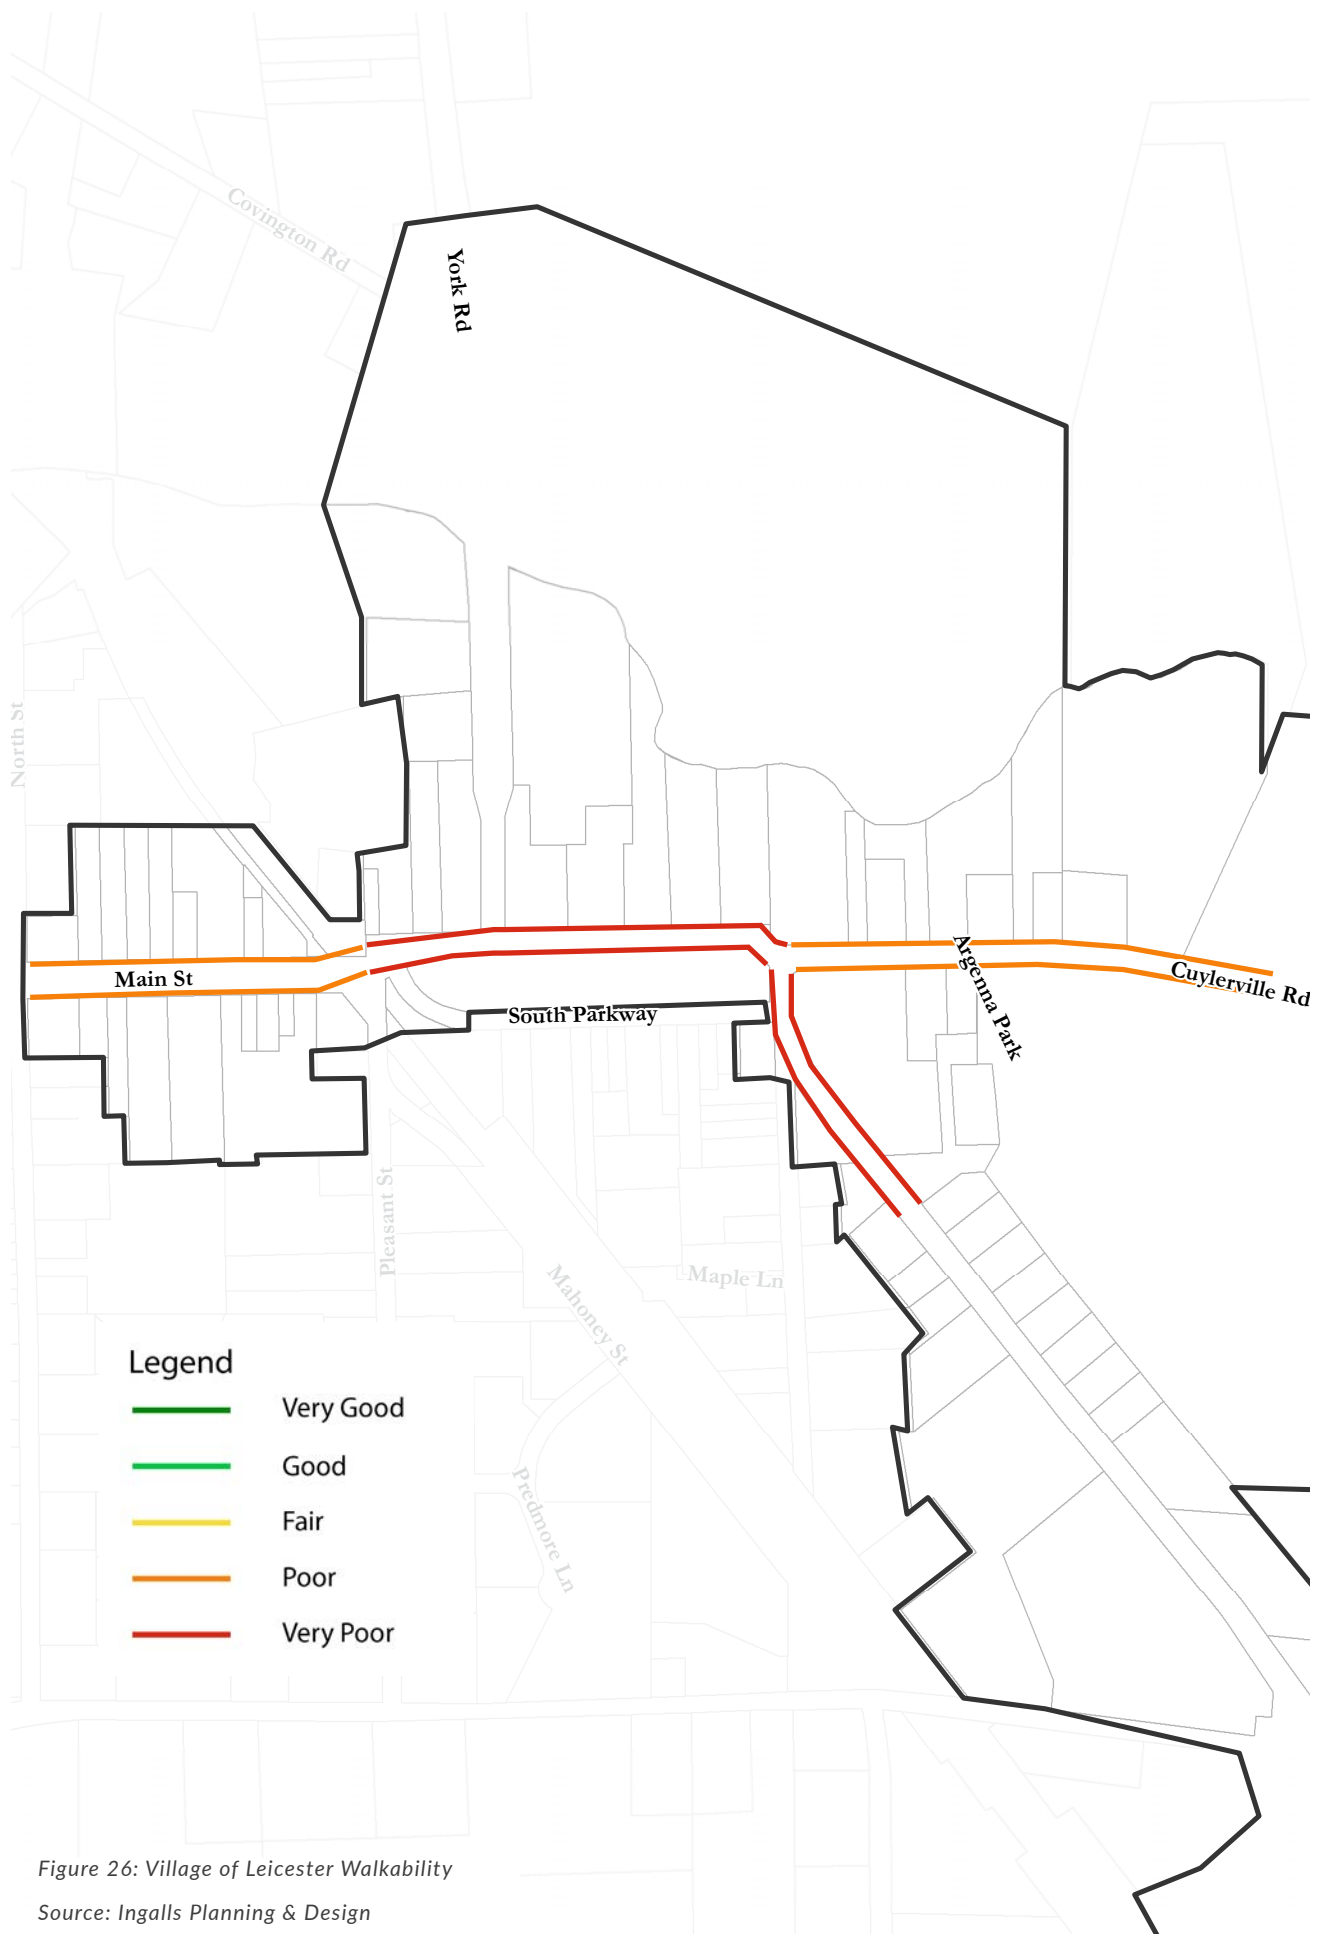 Covington Rd
York Rd
North St
Main St
South Parkway
Argenna Park
Cuylerville Rd
Pleasant St
Mahoney St
Maple Ln
Predmore Ln
Legend
Very Good
Good
Fair
Poor
Very Poor
Figure 26: Village of Leicester Walkability
Source: Ingalls Planning & Design